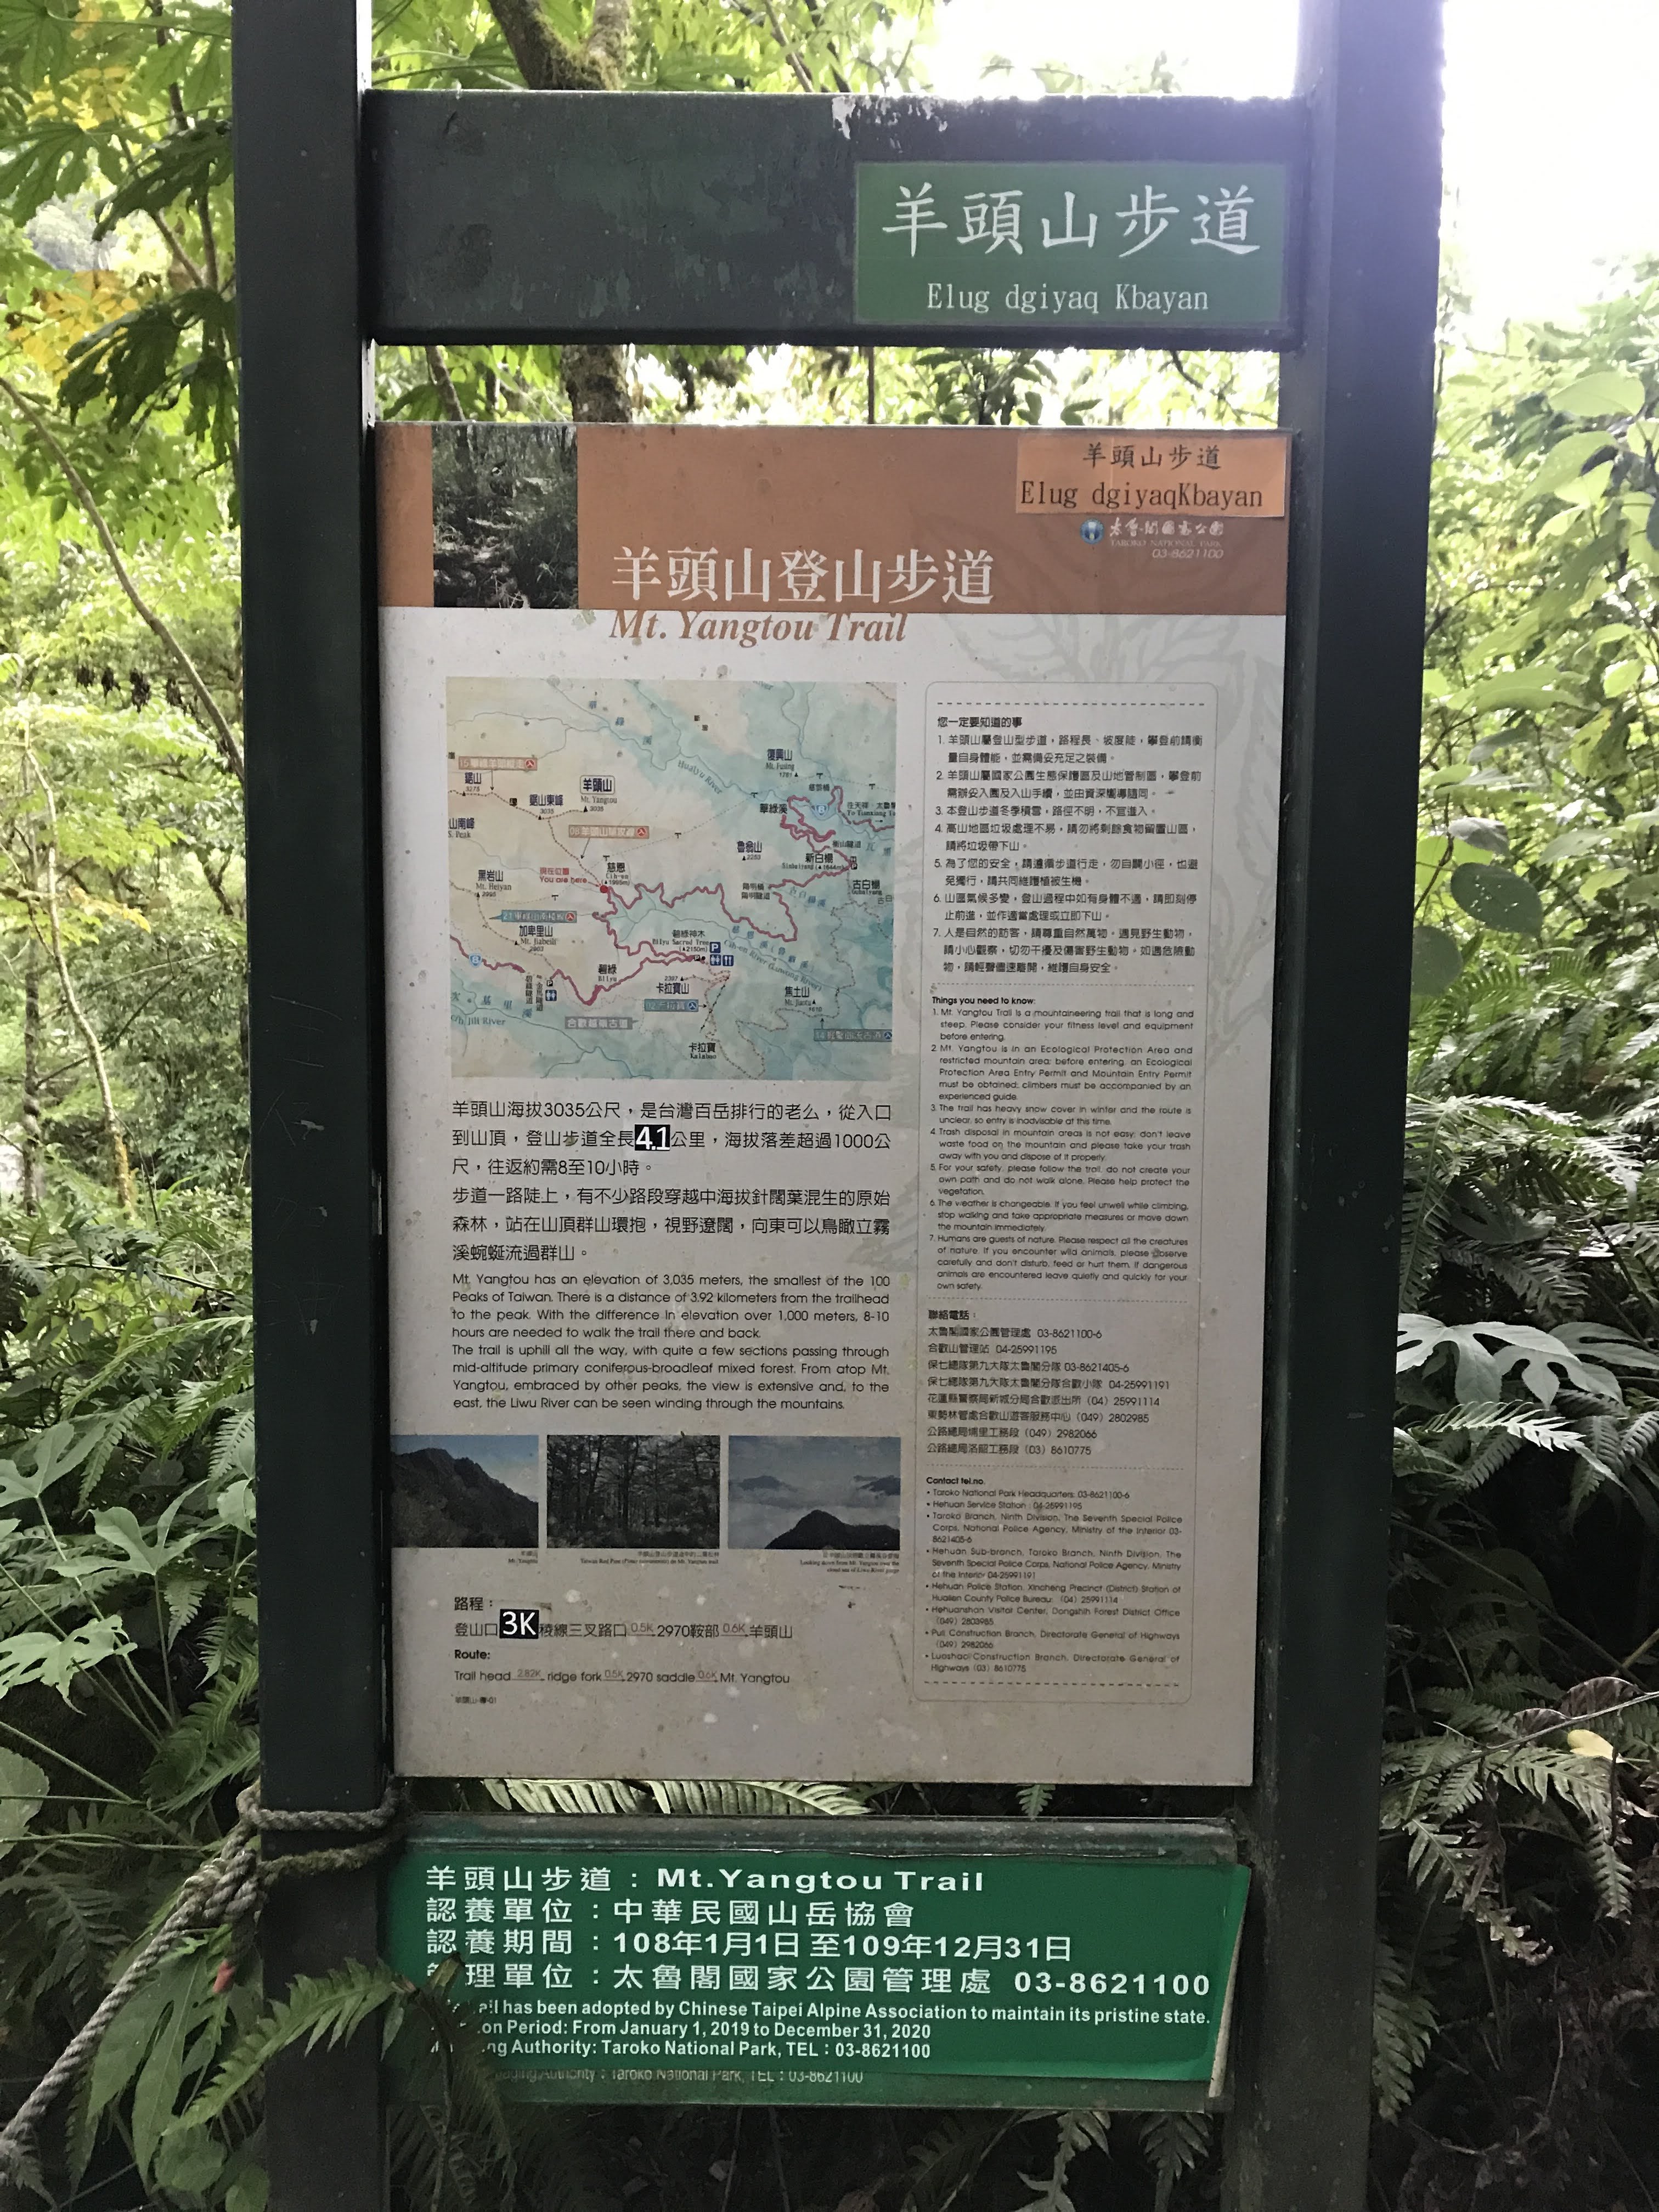 羊頭山步道
Elug dgiyaq Kbayan
羊頭山步道
Elug dgiyaqKbayan
太魯閣國家公園
TAROKO NATIONAL PARK
03-8621100
羊頭山登山步道
Mt. Yangtou Trail
復興山
Mt. Fuxing
羊頭山
Mt. Yangtou
鋸山
鋸山東峰
Hualyu River
華綠溪
魯翁山
新白楊
古白楊
現在位置
You are here
慈恩
黑岩山
Mt. Heiyan
加卑里山
Mt. Jiabeili
碧綠神木
Bilyu Sacred Tree
碧綠
Bilyu
卡拉寶山
卡拉寶
Kalabao
焦土山
合歡越嶺古道
羊頭山海拔3035公尺，是台灣百岳排行的老么，從入口
到山頂，登山步道全長4.1公里，海拔落差超過1000公
尺，往返約需8至10小時。
步道一路陡上，有不少路段穿越中海拔針闊葉混生的原始
森林，站在山頂群山環抱，視野遼闊，向東可以鳥瞰立霧
溪蜿蜒流過群山。
Mt. Yangtou has an elevation of 3,035 meters, the smallest of the 100
Peaks of Taiwan. There is a distance of 3.92 kilometers from the trailhead
to the peak. With the difference in elevation over 1,000 meters, 8-10
hours are needed to walk the trail there and back.
The trail is uphill all the way, with quite a few sections passing through
mid-altitude primary coniferous-broadleaf mixed forest. From atop Mt.
Yangtou, embraced by other peaks, the view is extensive and, to the
east, the Liwu River can be seen winding through the mountains.
路程：
登山口 3K 稜線三叉路口 0.5K 2970鞍部 0.6K 羊頭山
Route:
Trail head 2.82K ridge fork 0.5K 2970 saddle 0.6K Mt. Yangtou
您一定要知道的事
1. 羊頭山屬登山型步道，路程長、坡度陡，攀登前請衡
量自身體能，並需備妥充足之裝備。
2. 羊頭山屬國家公園生態保護區及山地管制區，攀登前
需辦妥入園及入山手續，並由資深嚮導隨同。
3. 本登山步道冬季積雪，路徑不明，不宜進入。
4. 高山地區垃圾處理不易，請勿將剩餘食物留置山區，
請將垃圾帶下山。
5. 為了您的安全，請遵循步道行走，勿自闢小徑，也避
免獨行，請共同維護植被生機。
6. 山區氣候多變，登山過程中如有身體不適，請即刻停
止前進，並作適當處理或立即下山。
7. 人是自然的訪客，請尊重自然萬物。遇見野生動物，
請小心觀察，切勿干擾及傷害野生動物。如遇危險動
物，請輕聲儘速離開，維護自身安全。
Things you need to know:
1. Mt. Yangtou Trail is a mountaineering trail that is long and
steep. Please consider your fitness level and equipment
before entering.
2. Mt. Yangtou is in an Ecological Protection Area and
restricted mountain area; before entering, an Ecological
Protection Area Entry Permit and Mountain Entry Permit
must be obtained; climbers must be accompanied by an
experienced guide.
3. The trail has heavy snow cover in winter and the route is
unclear, so entry is inadvisable at this time.
4. Trash disposal in mountain areas is not easy; don't leave
waste food on the mountain and please take your trash
away with you and dispose of it properly.
5. For your safety, please follow the trail, do not create your
own path and do not walk alone. Please help protect the
vegetation.
6. The weather is changeable. If you feel unwell while climbing,
stop walking and take appropriate measures or move down
the mountain immediately.
7. Humans are guests of nature. Please respect all the creatures
of nature. If you encounter wild animals, please observe
carefully and don't disturb, feed or hurt them. If dangerous
animals are encountered leave quietly and quickly for your
own safety.
聯絡電話：
太魯閣國家公園管理處 03-8621100-6
合歡山管理站 04-25991195
保七總隊第九大隊太魯閣分隊 03-8621405-6
保七總隊第九大隊太魯閣分隊合歡小隊 04-25991191
花蓮縣警察局新城分局合歡派出所（04）25991114
東勢林管處合歡山遊客服務中心（049）2802985
公路總局埔里工務段（049）2982066
公路總局洛韶工務段（03）8610775
Contact tel.no.
• Taroko National Park Headquarters: 03-8621100-6
• Hehuan Service Station : 04-25991195
• Taroko Branch, Ninth Division, The Seventh Special Police
Corps, National Police Agency, Ministry of the Interior 03-
8621405-6
• Hehuan Sub-branch, Taroko Branch, Ninth Division, The
Seventh Special Police Corps, National Police Agency, Ministry
of the Interior 04-25991191
• Hehuan Police Station, Xincheng Precinct (District) Station of
Hualien County Police Bureau: (04) 25991114
• Hehuanshan Visitor Center, Dongshih Forest District Office
• Puli Construction Branch, Directorate General of Highways
(049) 2982066
• Luoshao Construction Branch, Directorate General of
Highways (03) 8610775
羊頭山步道：Mt.Yangtou Trail
認養單位：中華民國山岳協會
認養期間：108年1月1日至109年12月31日
管理單位：太魯閣國家公園管理處 03-8621100
has been adopted by Chinese Taipei Alpine Association to maintain its pristine state.
Period: From January 1, 2019 to December 31, 2020
Authority: Taroko National Park, TEL：03-8621100
Authority：Taroko National Park, TEL：03-8621100